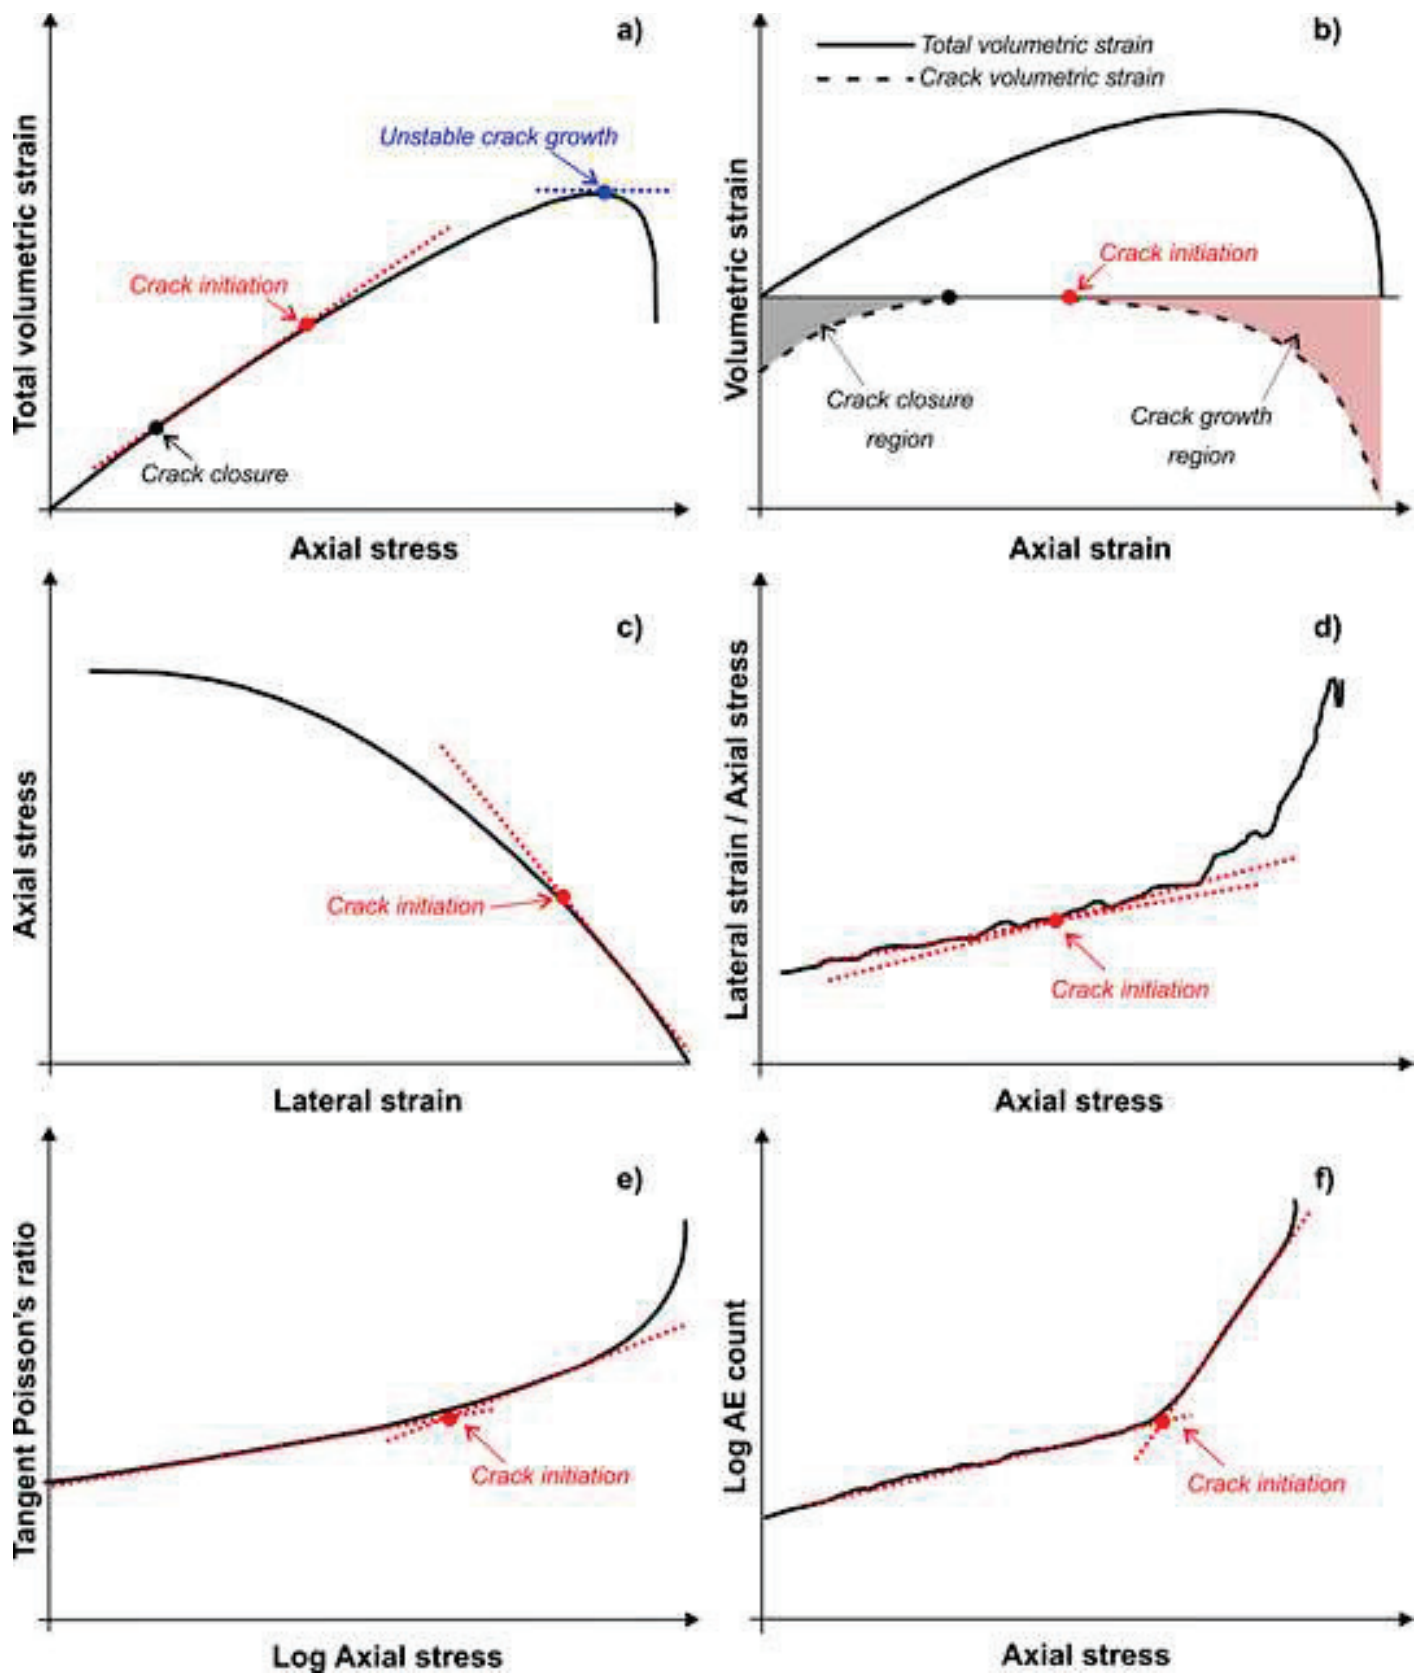 a)
Total volumetric strain
Unstable crack growth
Crack initiation
Crack closure
Axial stress
b)
Total volumetric strain
Crack volumetric strain
Volumetric strain
Crack initiation
Crack closure
region
Crack growth
region
Axial strain
c)
Axial stress
Crack initiation
Lateral strain
d)
Lateral strain / Axial stress
Crack initiation
Axial stress
e)
Tangent Poisson's ratio
Crack initiation
Log Axial stress
f)
Log AE count
Crack initiation
Axial stress